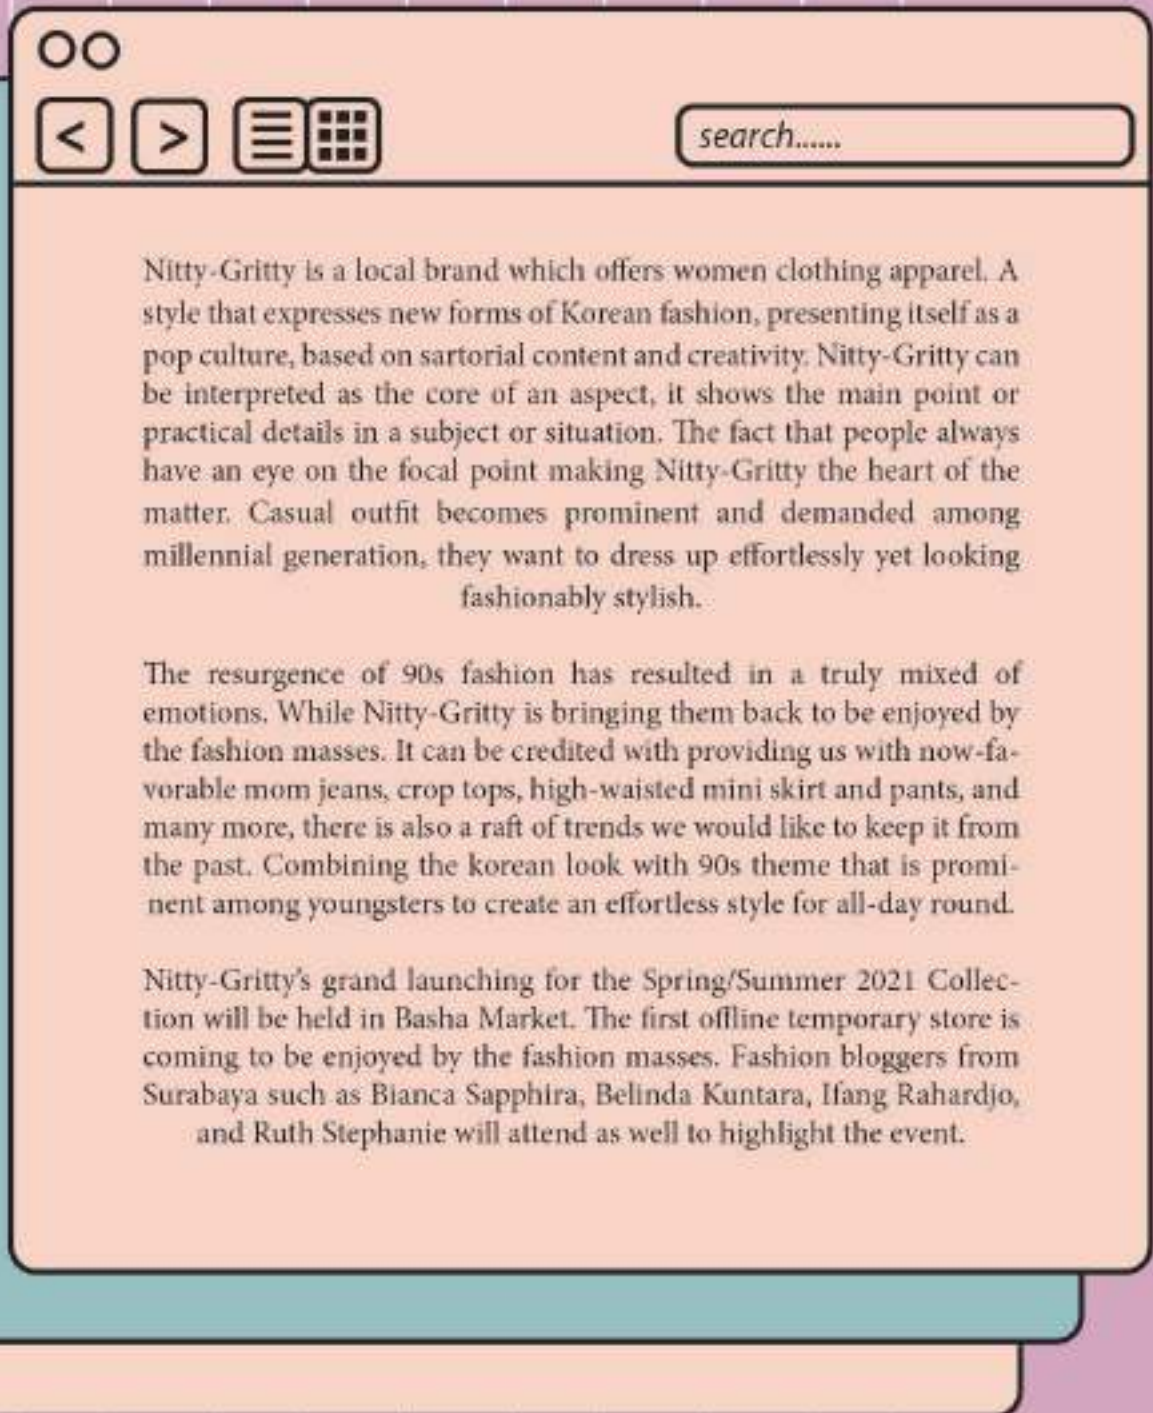 < >
search......
Nitty-Gritty is a local brand which offers women clothing apparel. A
style that expresses new forms of Korean fashion, presenting itself as a
pop culture, based on sartorial content and creativity. Nitty-Gritty can
be interpreted as the core of an aspect, it shows the main point or
practical details in a subject or situation. The fact that people always
have an eye on the focal point making Nitty-Gritty the heart of the
matter. Casual outfit becomes prominent and demanded among
millennial generation, they want to dress up effortlessly yet looking
fashionably stylish.
The resurgence of 90s fashion has resulted in a truly mixed of
emotions. While Nitty-Gritty is bringing them back to be enjoyed by
the fashion masses. It can be credited with providing us with now-fa-
vorable mom jeans, crop tops, high-waisted mini skirt and pants, and
many more, there is also a raft of trends we would like to keep it from
the past. Combining the korean look with 90s theme that is promi-
nent among youngsters to create an effortless style for all-day round.
Nitty-Gritty's grand launching for the Spring/Summer 2021 Collec-
tion will be held in Basha Market. The first offline temporary store is
coming to be enjoyed by the fashion masses. Fashion bloggers from
Surabaya such as Bianca Sapphira, Belinda Kuntara, Ifang Rahardjo,
and Ruth Stephanie will attend as well to highlight the event.